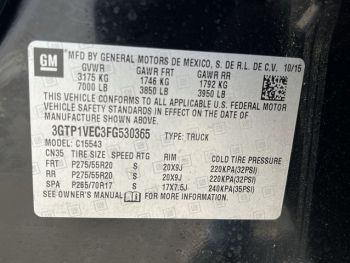 GM
MFD BY GENERAL MOTORS DE MEXICO, S. DE R.L. DE C.V. 10/15
GVWR GAWR FRT GAWR RR
3175 KG 1746 KG 1792 KG
7000 LB 3850 LB 3950 LB
THIS VEHICLE CONFORMS TO ALL APPLICABLE U.S. FEDERAL MOTOR
VEHICLE SAFETY STANDARDS IN EFFECT ON THE DATE OF
MANUFACTURE SHOWN ABOVE.
3GTP1VEC3FG530365 TYPE: TRUCK
MODEL: C15543
CN35 TIRE SIZE SPEED RTG RIM COLD TIRE PRESSURE
FRT P275/55R20 S 20X9J 220KPA(32PSI)
RR P275/55R20 S 20X9J 220KPA(32PSI)
SPA 265/70R17 S 17X7.5J 240KPA(35PSI)
SEE OWNER'S MANUAL FOR ADDITIONAL INFORMATION